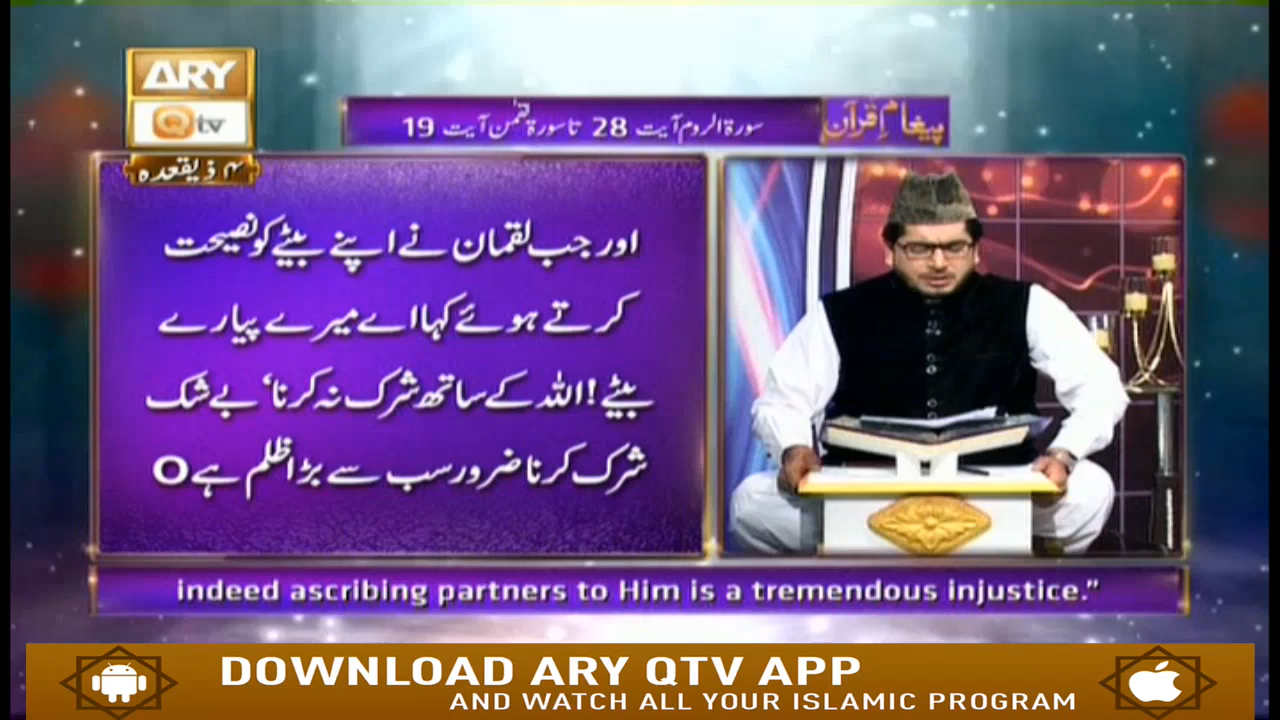 ARY
Qtv
۴ ذیقعدہ
پیغامِ قرآن
سورۃ الروم آیت 28 تا سورۃ لقمٰن آیت 19
اور جب لقمان نے اپنے بیٹے کو نصیحت
کرتے ہوئے کہا اے میرے پیارے
بیٹے! اللہ کے ساتھ شرک نہ کرنا‘ بے شک
شرک کرنا ضرور سب سے بڑا ظلم ہے O
indeed ascribing partners to Him is a tremendous injustice.”
DOWNLOAD ARY QTV APP
AND WATCH ALL YOUR ISLAMIC PROGRAM